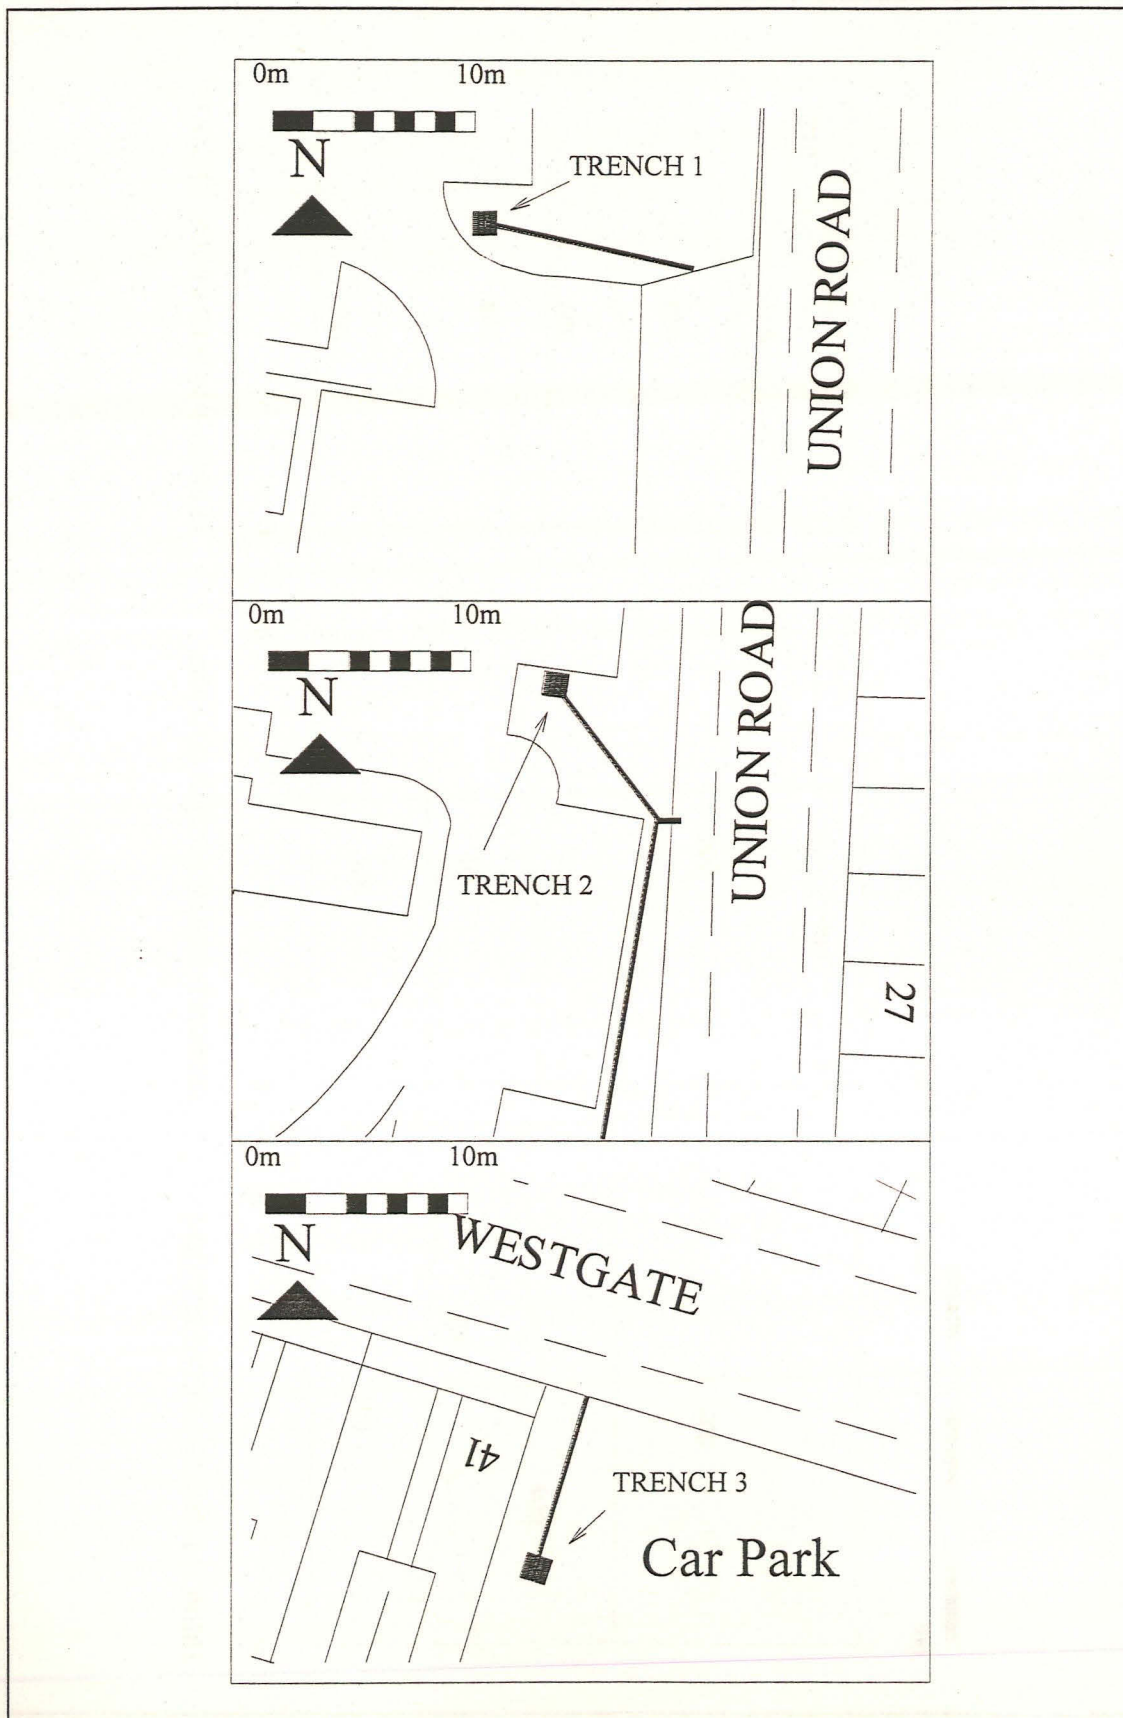 0m 10m
N
TRENCH 1
UNION ROAD
0m 10m
N
TRENCH 2
UNION ROAD
27
0m 10m
N
WESTGATE
41
TRENCH 3
Car Park